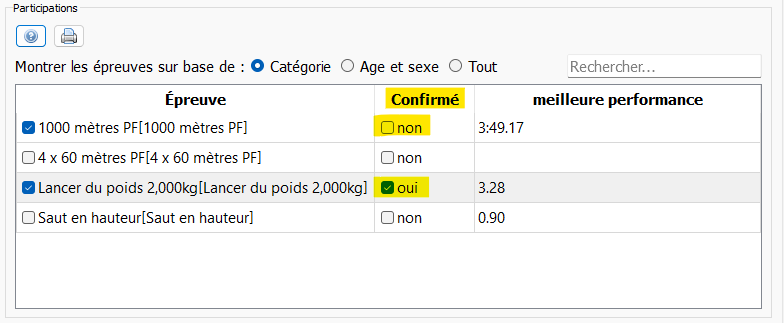 Participations
Montrer les épreuves sur base de : Catégorie Age et sexe Tout Rechercher...
Épreuve Confirmé meilleure performance
1000 mètres PF[1000 mètres PF] non 3:49.17
4 x 60 mètres PF[4 x 60 mètres PF] non
Lancer du poids 2,000kg[Lancer du poids 2,000kg] oui 3.28
Saut en hauteur[Saut en hauteur] non 0.90